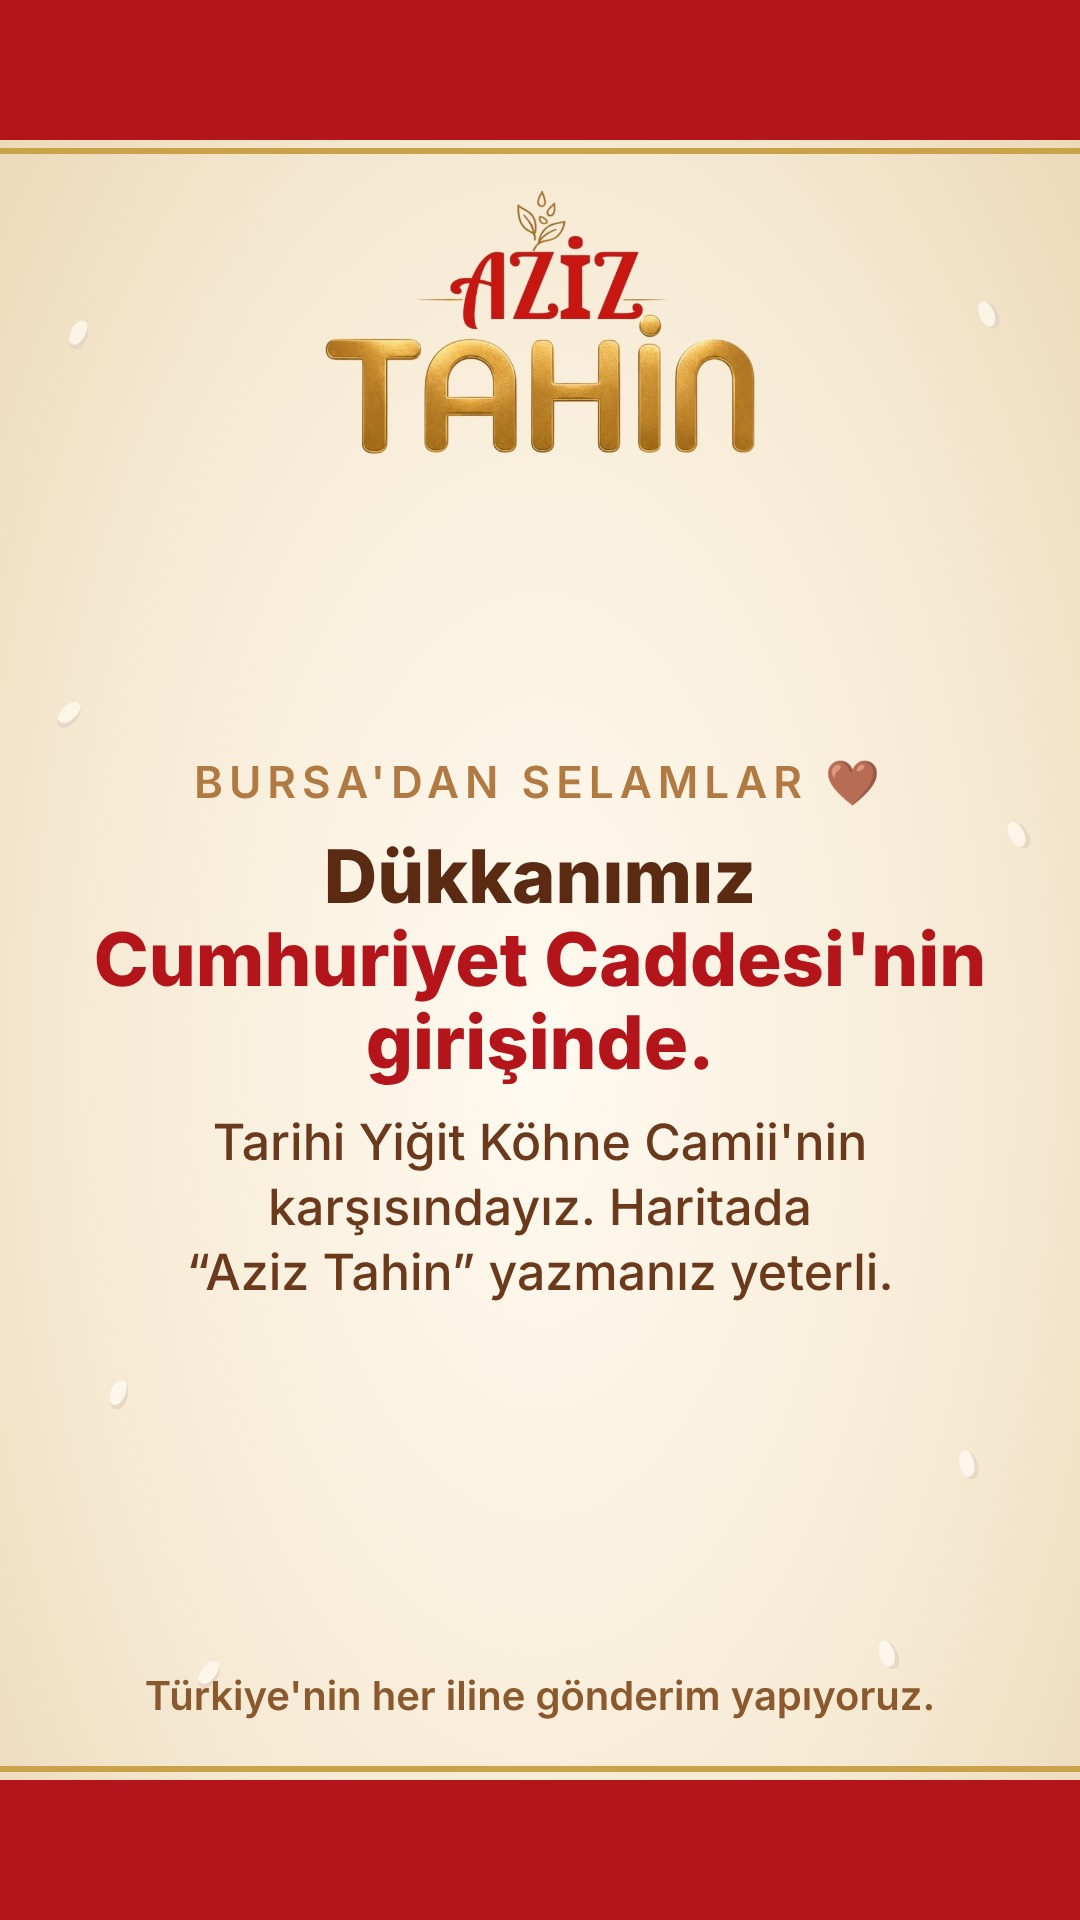 AZİZ
TAHiN
BURSA'DAN SELAMLAR 🤎
Dükkanımız
Cumhuriyet Caddesi'nin
girişinde.
Tarihi Yiğit Köhne Camii'nin
karşısındayız. Haritada
“Aziz Tahin” yazmanız yeterli.
Türkiye'nin her iline gönderim yapıyoruz.